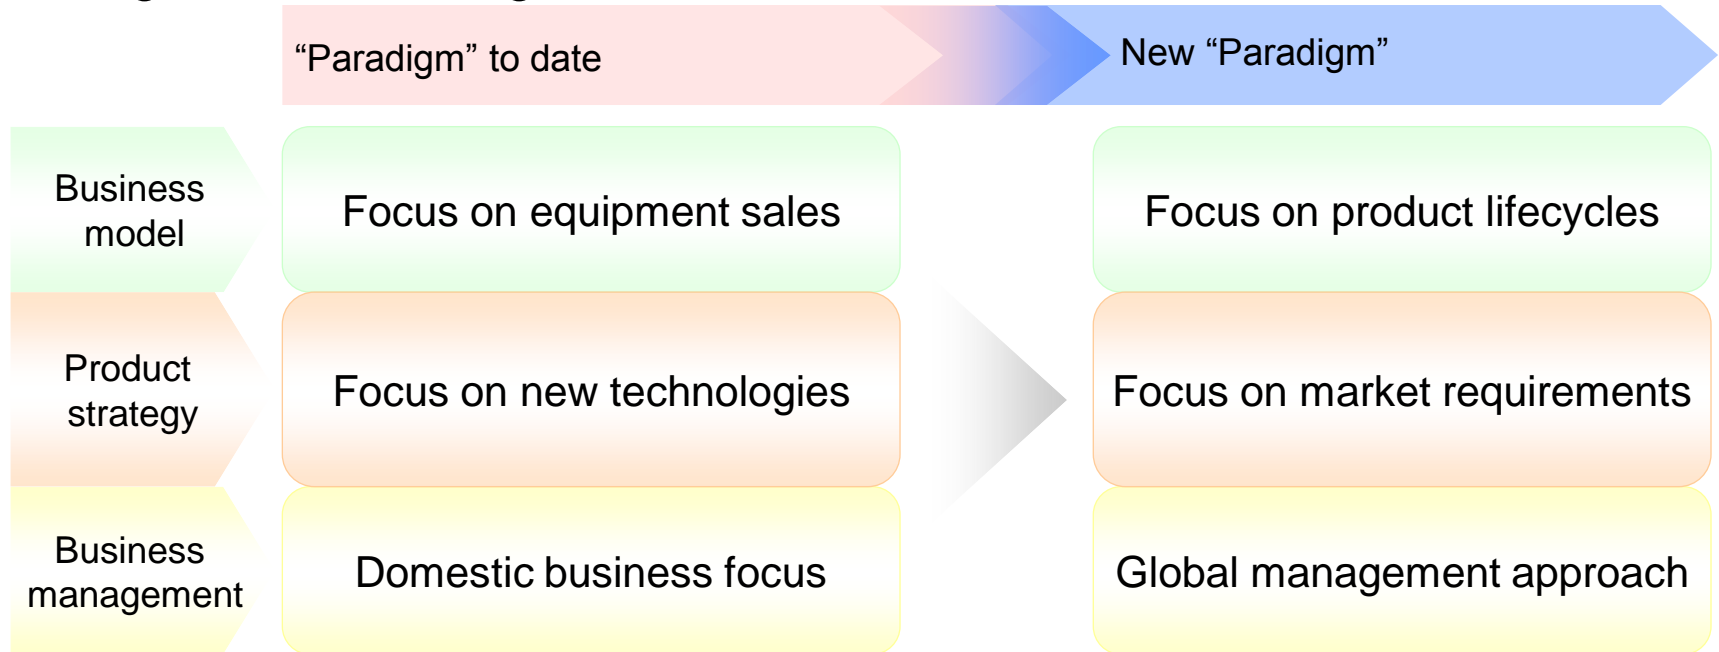 “Paradigm” to date
New “Paradigm”
Business
model
Focus on equipment sales
Focus on product lifecycles
Product
strategy
Focus on new technologies
Focus on market requirements
Business
management
Domestic business focus
Global management approach